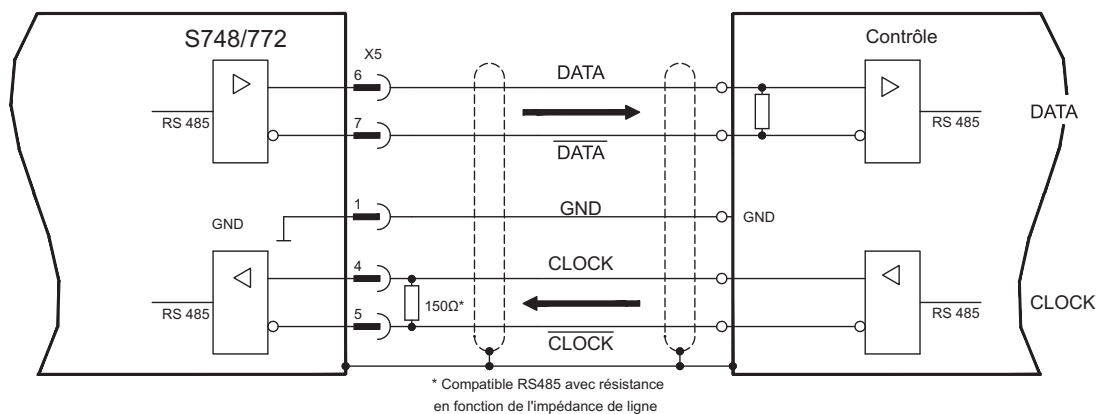 S748/772
X5
Contrôle
6
DATA
RS 485
RS 485
DATA
7
DATA
1
GND
GND
GND
4
CLOCK
150Ω*
RS 485
RS 485
CLOCK
5
CLOCK
* Compatible RS485 avec résistance
en fonction de l'impédance de ligne